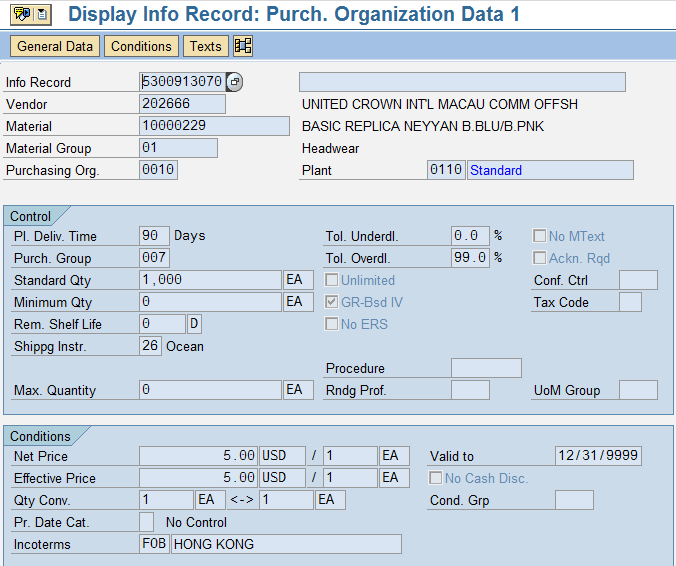 Display Info Record: Purch. Organization Data 1
General Data Conditions Texts
Info Record 5300913070
Vendor 202666 UNITED CROWN INT'L MACAU COMM OFFSH
Material 10000229 BASIC REPLICA NEYYAN B.BLU/B.PNK
Material Group 01 Headwear
Purchasing Org. 0010 Plant 0110 Standard
Control
Pl. Deliv. Time 90 Days Tol. Underdl. 0.0 % No MText
Purch. Group 007 Tol. Overdl. 99.0 % Ackn. Rqd
Standard Qty 1,000 EA Unlimited Conf. Ctrl
Minimum Qty 0 EA GR-Bsd IV Tax Code
Rem. Shelf Life 0 D No ERS
Shippg Instr. 26 Ocean
Procedure
Max. Quantity 0 EA Rndg Prof. UoM Group
Conditions
Net Price 5.00 USD / 1 EA Valid to 12/31/9999
Effective Price 5.00 USD / 1 EA No Cash Disc.
Qty Conv. 1 EA <-> 1 EA Cond. Grp
Pr. Date Cat. No Control
Incoterms FOB HONG KONG